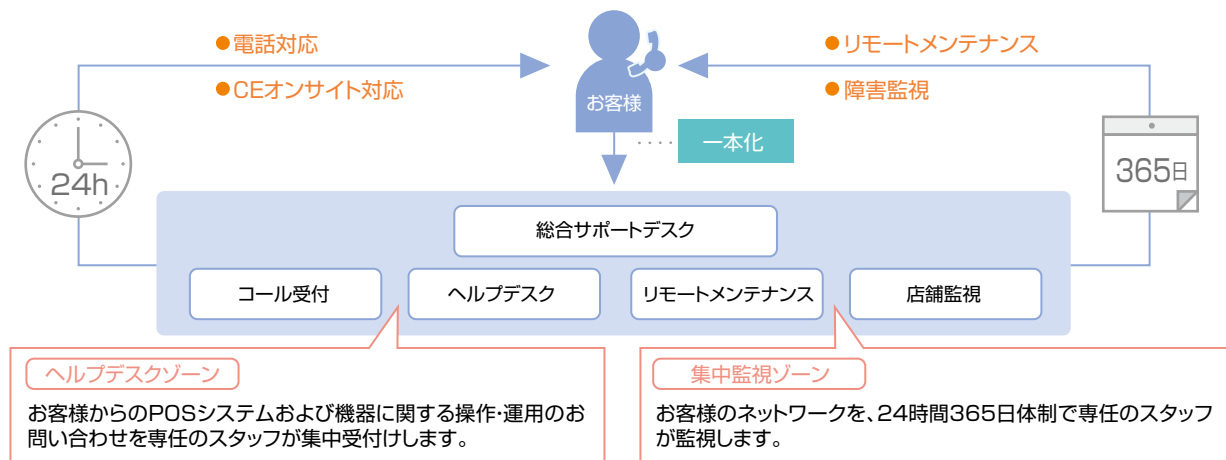 ●電話対応
●CEオンサイト対応
●リモートメンテナンス
●障害監視
お客様
一本化
24h
365日
総合サポートデスク
コール受付
ヘルプデスク
リモートメンテナンス
店舗監視
ヘルプデスクゾーン
お客様からのPOSシステムおよび機器に関する操作・運用のお
問い合わせを専任のスタッフが集中受付けします。
集中監視ゾーン
お客様のネットワークを、24時間365日体制で専任のスタッフ
が監視します。